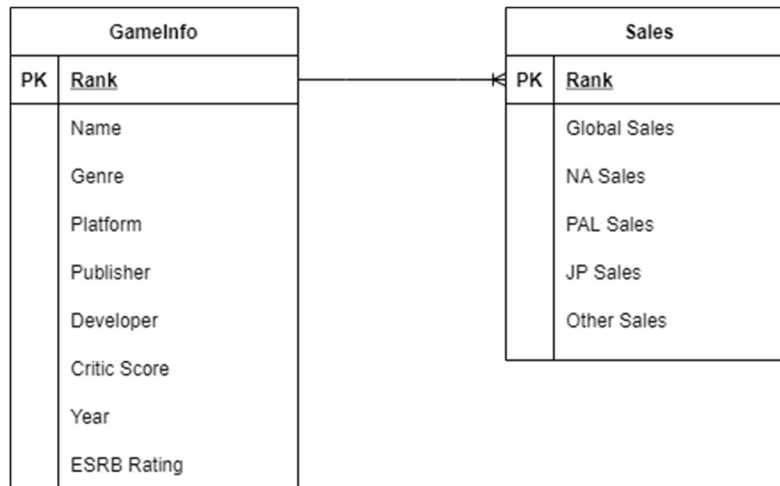 GameInfo
PK Rank
Name
Genre
Platform
Publisher
Developer
Critic Score
Year
ESRB Rating
Sales
PK Rank
Global Sales
NA Sales
PAL Sales
JP Sales
Other Sales